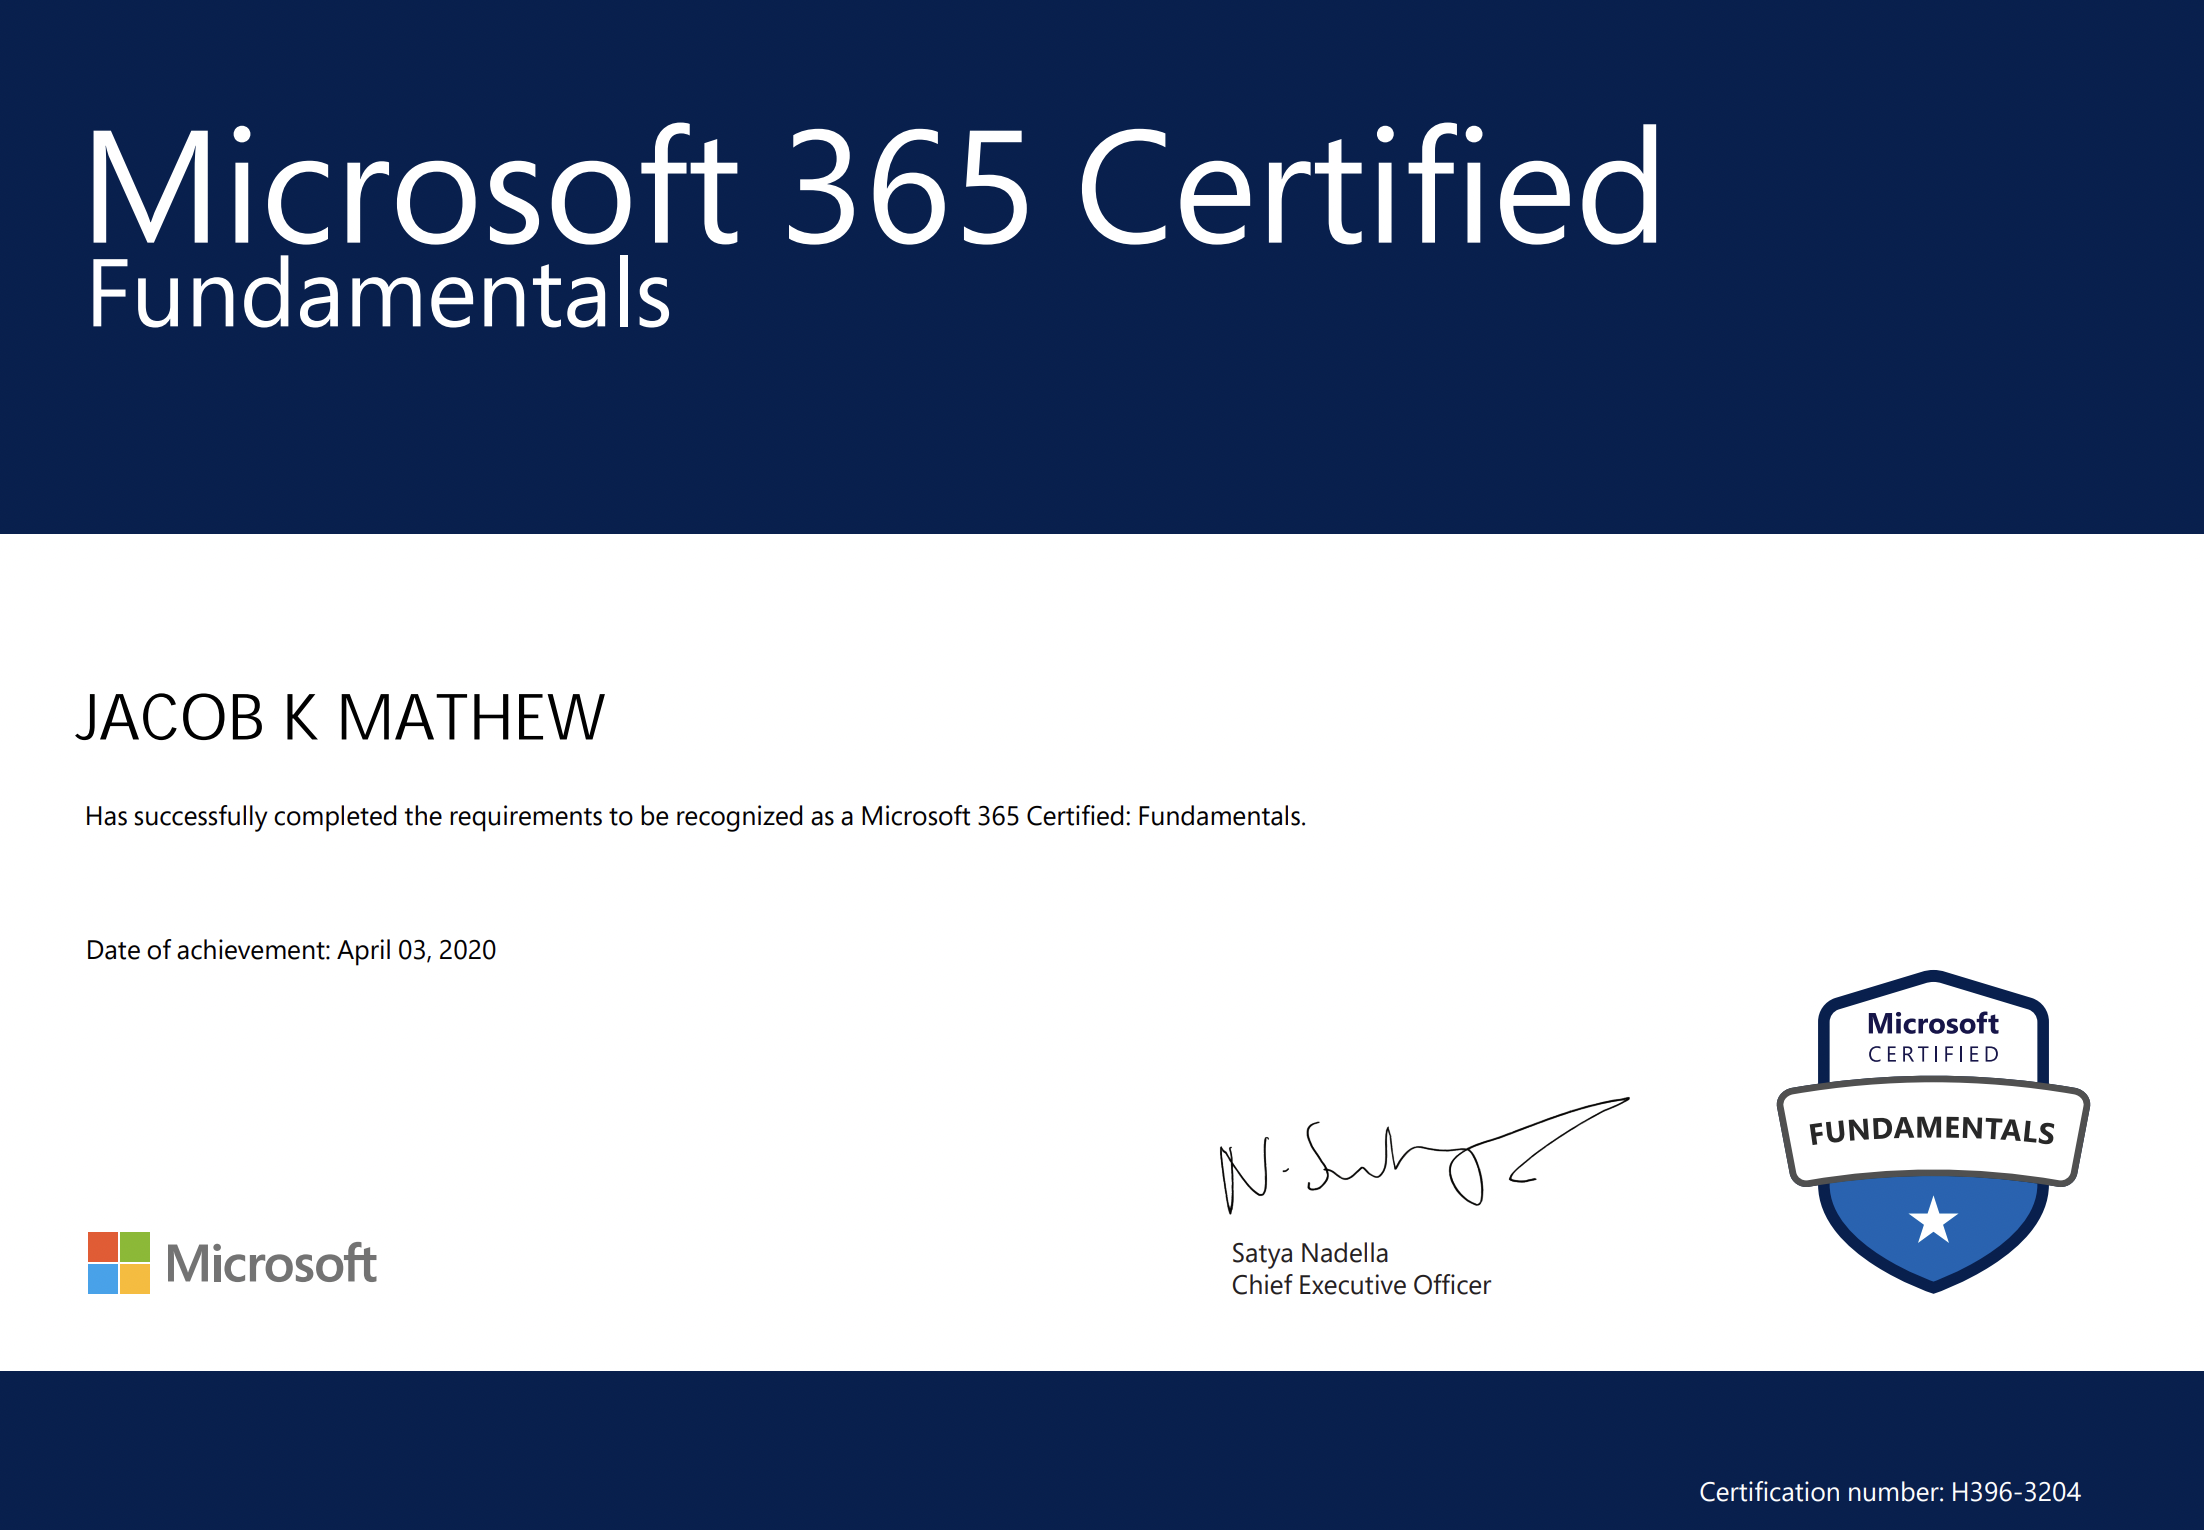 Microsoft 365 Certified
Fundamentals
JACOB K MATHEW
Has successfully completed the requirements to be recognized as a Microsoft 365 Certified: Fundamentals.
Date of achievement: April 03, 2020
Microsoft
CERTIFIED
FUNDAMENTALS
Microsoft
Satya Nadella
Chief Executive Officer
Certification number: H396-3204